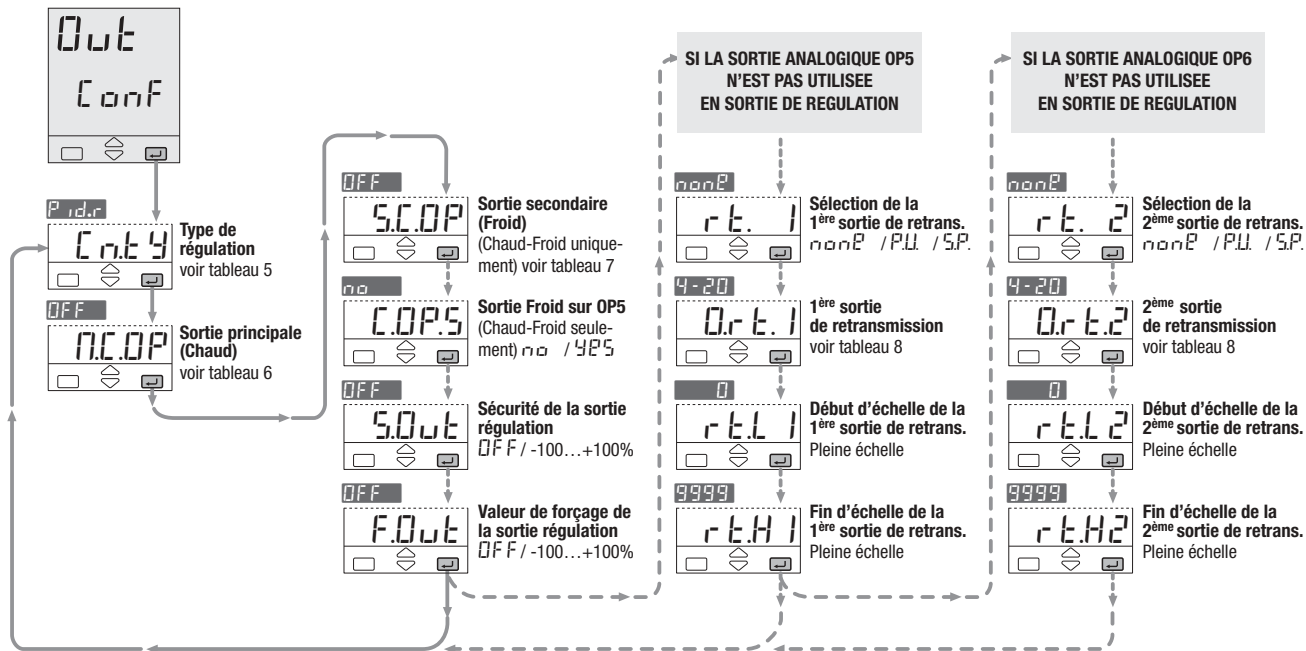 Out
ConF
P id.r
C n.t Y
Type de
régulation
voir tableau 5
OFF
M.C.OP
Sortie principale
(Chaud)
voir tableau 6
OFF
S.C.OP
Sortie secondaire
(Froid)
(Chaud-Froid unique-
ment) voir tableau 7
no
C.OP.5
Sortie Froid sur OP5
(Chaud-Froid seule-
ment) no / YES
OFF
S.Out
Sécurité de la sortie
régulation
OFF / -100…+100%
OFF
F.Out
Valeur de forçage de
la sortie régulation
OFF / -100…+100%
SI LA SORTIE ANALOGIQUE OP5
N’EST PAS UTILISEE
EN SORTIE DE REGULATION
nonE
rt. 1
Sélection de la
1ère sortie de retrans.
nonE / P.U. / S.P.
4-20
O.rt.1
1ère sortie
de retransmission
voir tableau 8
0
rt.L 1
Début d’échelle de la
1ère sortie de retrans.
Pleine échelle
9999
rt.H 1
Fin d’échelle de la
1ère sortie de retrans.
Pleine échelle
SI LA SORTIE ANALOGIQUE OP6
N’EST PAS UTILISEE
EN SORTIE DE REGULATION
nonE
rt. 2
Sélection de la
2ème sortie de retrans.
nonE / P.U. / S.P.
4-20
O.rt.2
2ème sortie
de retransmission
voir tableau 8
0
rt.L 2
Début d’échelle de la
2ème sortie de retrans.
Pleine échelle
9999
rt.H2
Fin d’échelle de la
2ème sortie de retrans.
Pleine échelle